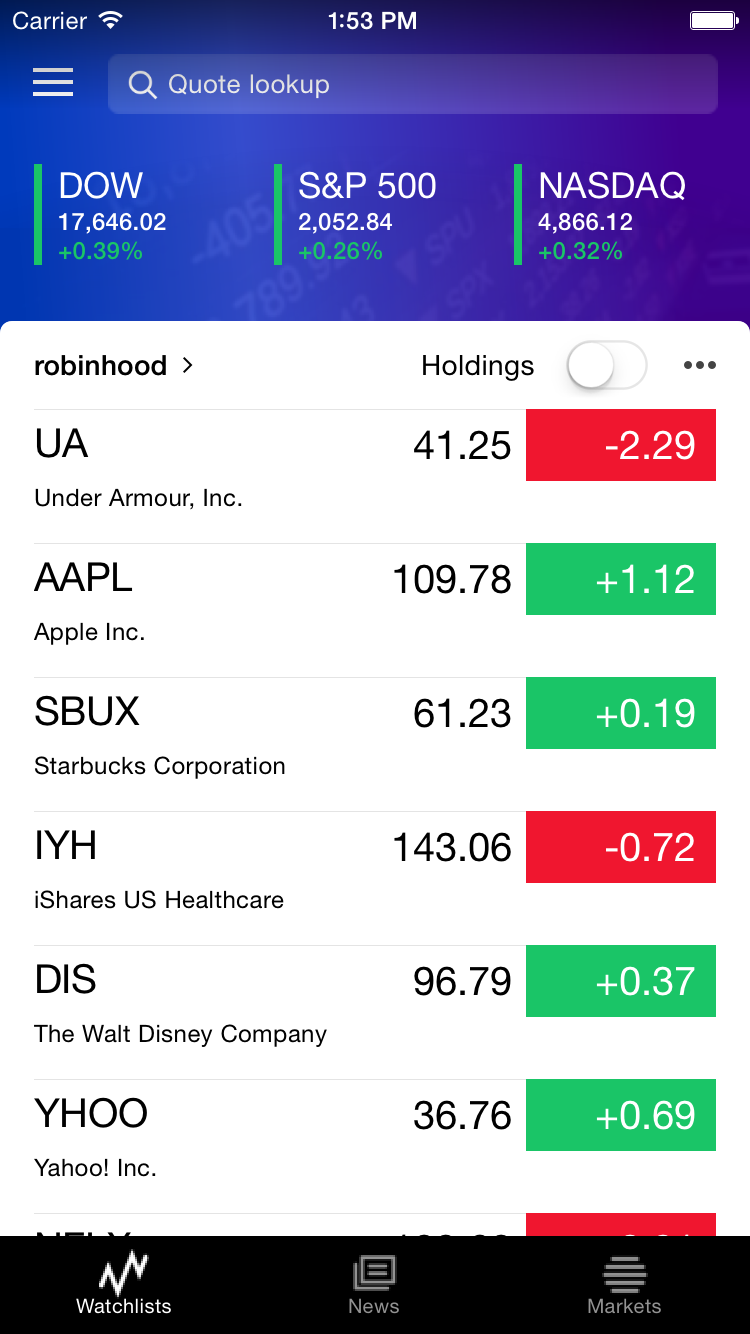 Carrier 1:53 PM
Quote lookup
DOW S&P 500 NASDAQ
17,646.02 2,052.84 4,866.12
+0.39% +0.26% +0.32%
robinhood > Holdings
UA 41.25 -2.29
Under Armour, Inc.
AAPL 109.78 +1.12
Apple Inc.
SBUX 61.23 +0.19
Starbucks Corporation
IYH 143.06 -0.72
iShares US Healthcare
DIS 96.79 +0.37
The Walt Disney Company
YHOO 36.76 +0.69
Yahoo! Inc.
Watchlists News Markets